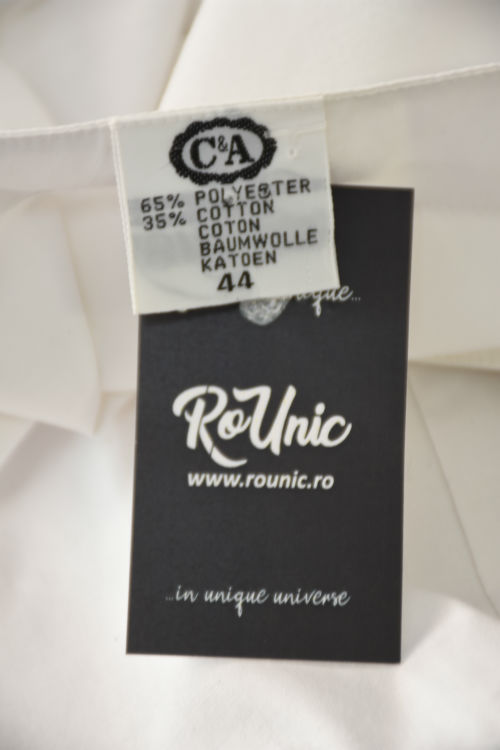 C&A
65% POLYESTER
35% COTTON
COTON
BAUMWOLLE
KATOEN
44
RoUnic
www.rounic.ro
...in unique universe